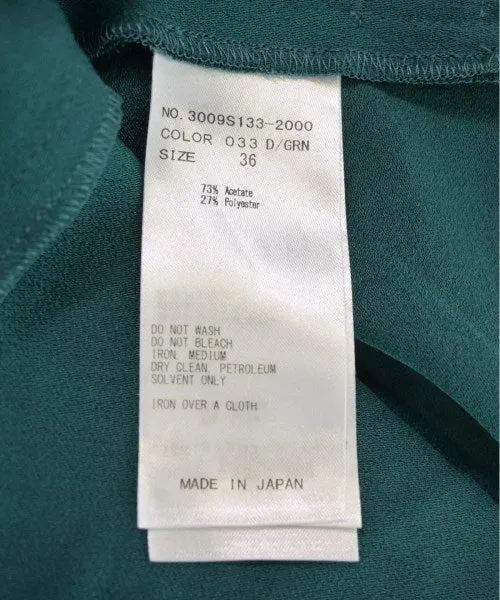 NO. 3009S133-2000
COLOR 033 D/GRN
SIZE 36
73% Acetate
27% Polyester
DO NOT WASH
DO NOT BLEACH
IRON, MEDIUM
DRY CLEAN, PETROLEUM
SOLVENT ONLY
IRON OVER A CLOTH
MADE IN JAPAN